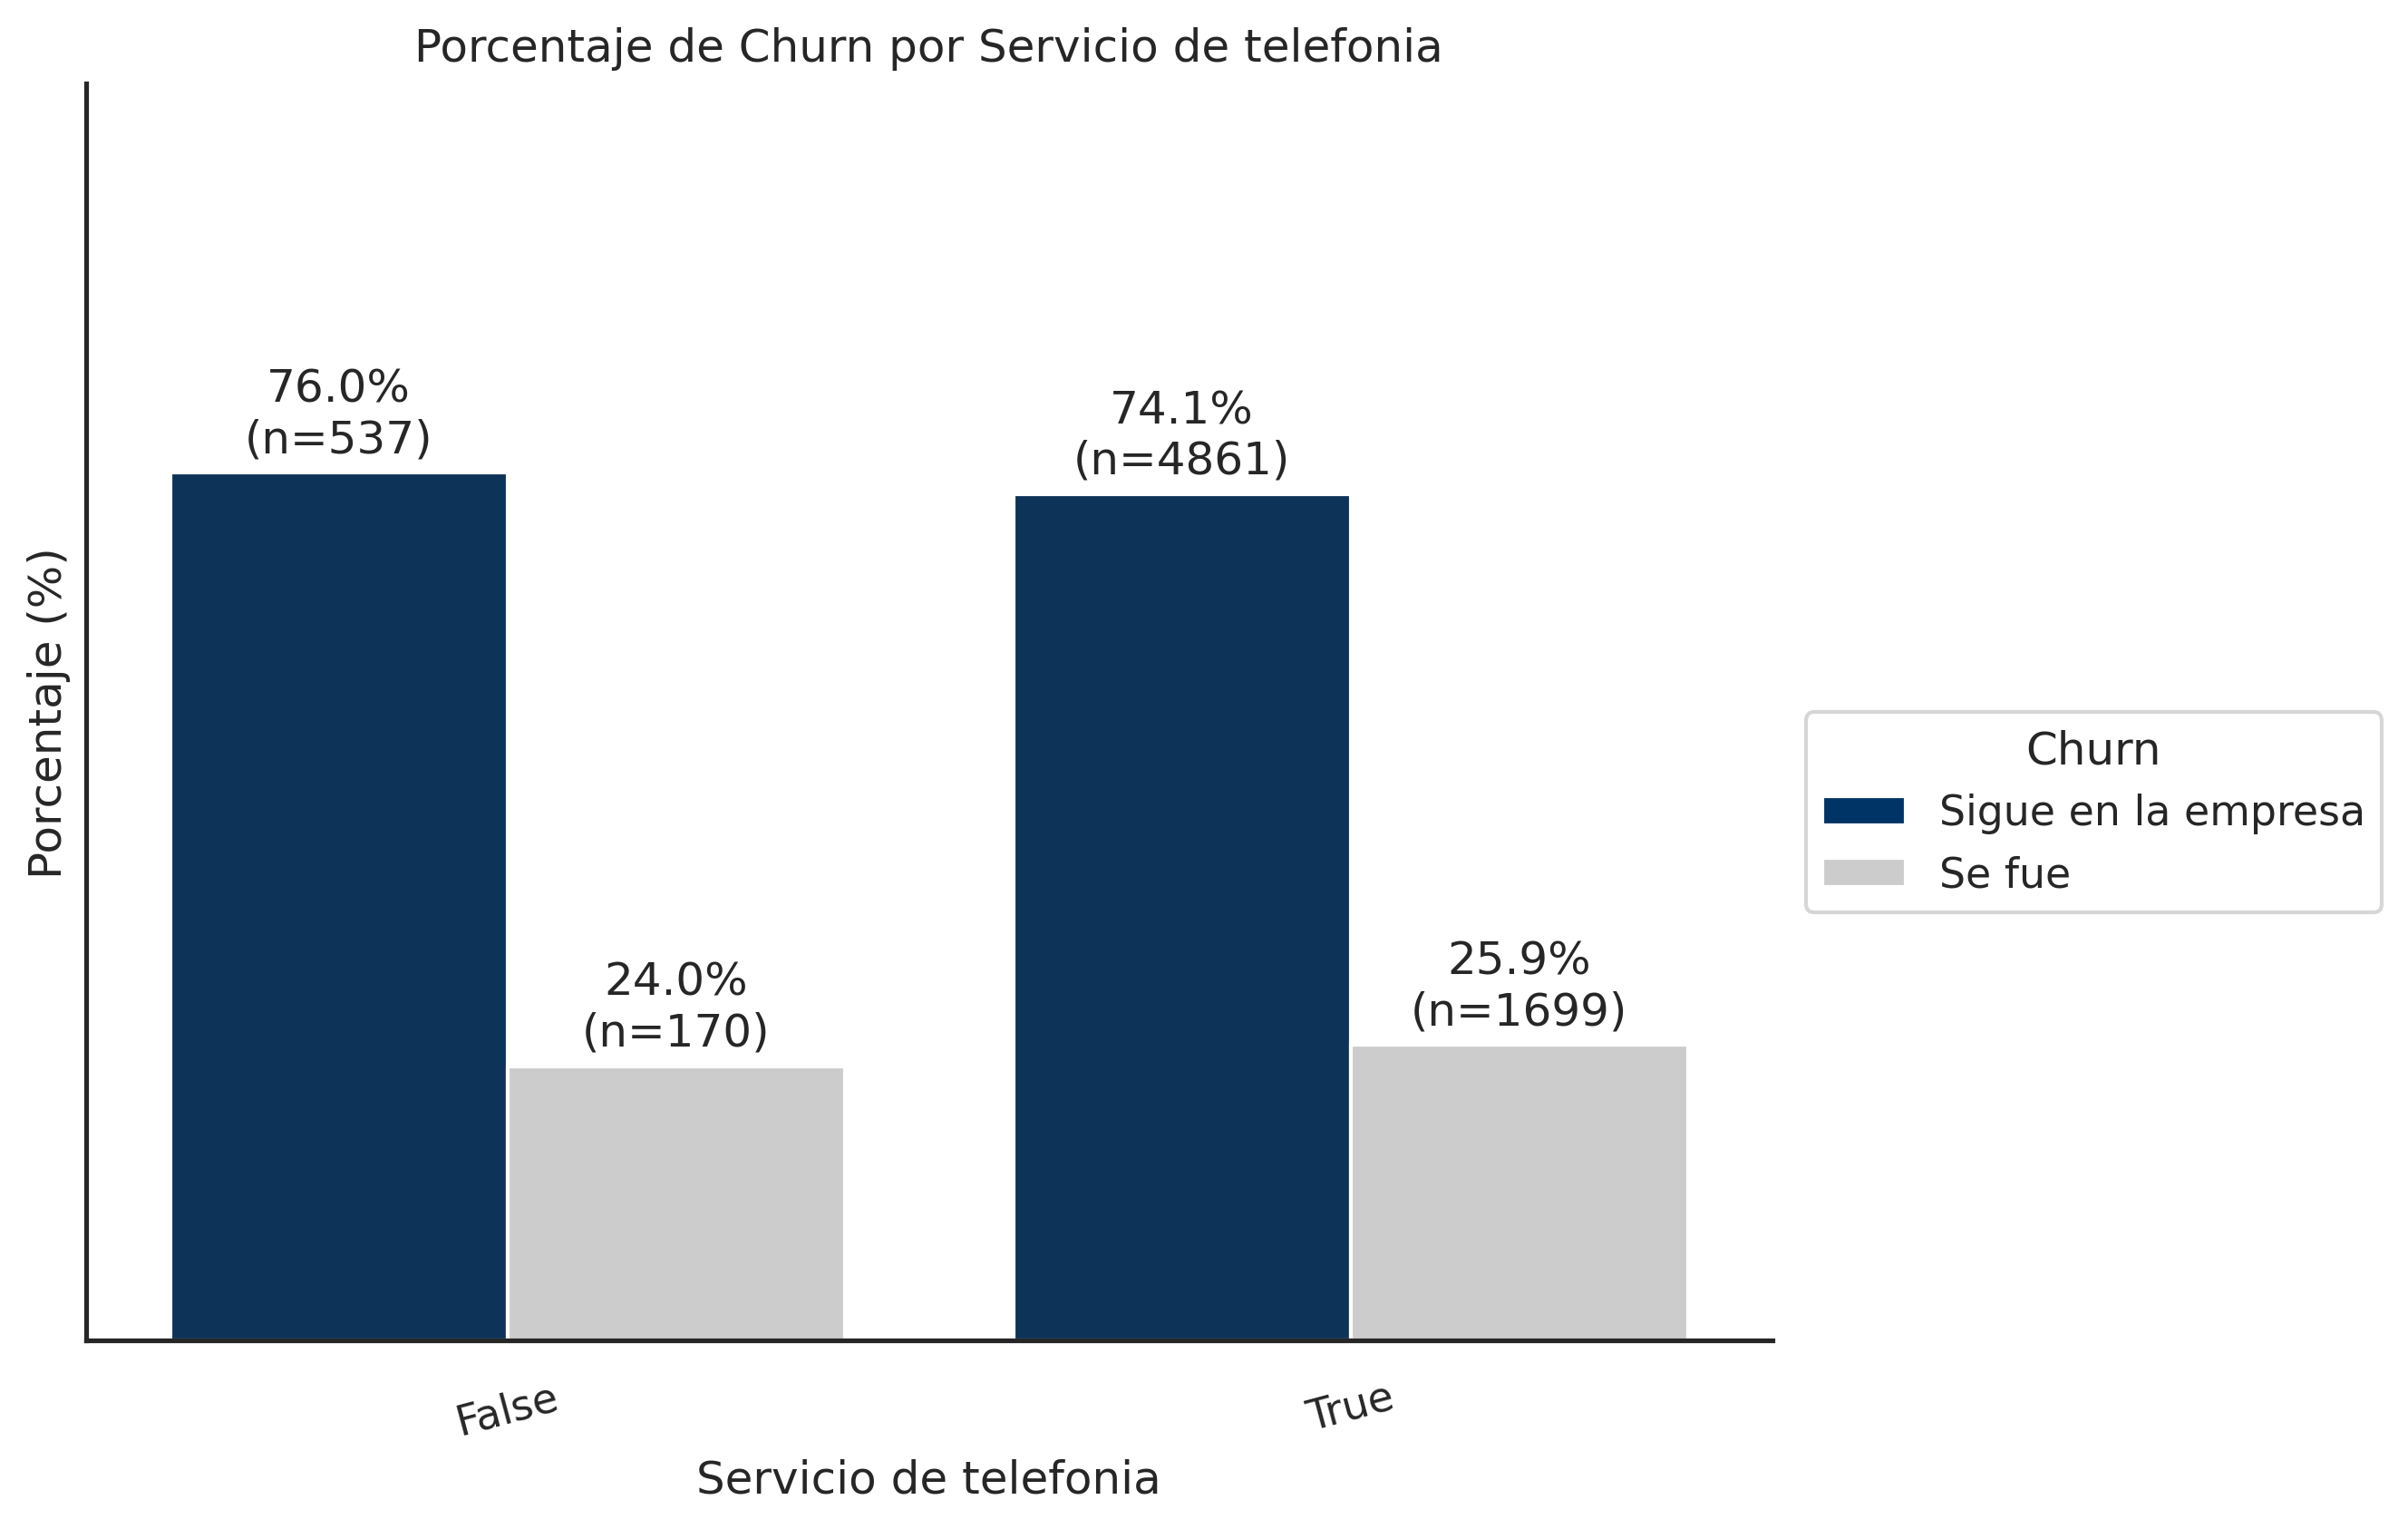 Porcentaje de Churn por Servicio de telefonia
Porcentaje (%)
76.0%
(n=537)
24.0%
(n=170)
74.1%
(n=4861)
25.9%
(n=1699)
False
True
Servicio de telefonia
Churn
Sigue en la empresa
Se fue